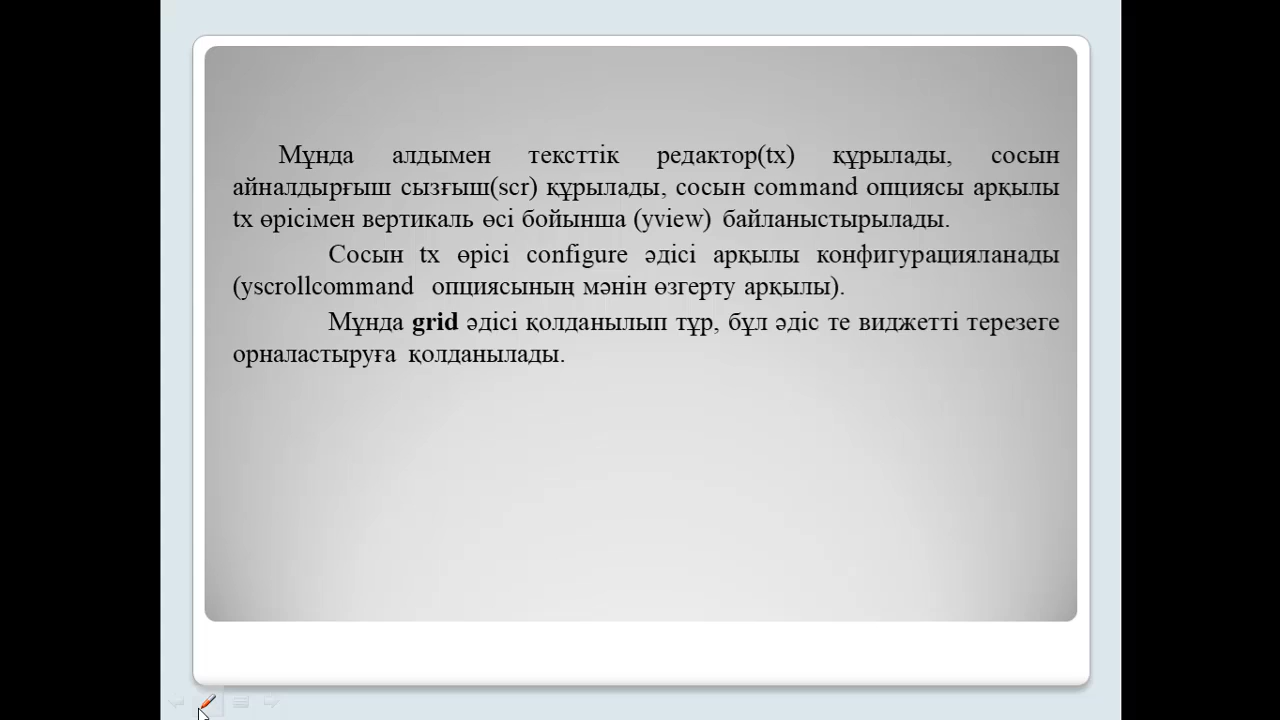 Мұнда алдымен тексттік редактор(tx) құрылады, сосын
айналдырғыш сызғыш(scr) құрылады, сосын command опциясы арқылы
tx өрісімен вертикаль өсі бойынша (yview) байланыстырылады.
Сосын tx өрісі configure әдісі арқылы конфигурацияланады
(yscrollcommand опциясының мәнін өзгерту арқылы).
Мұнда grid әдісі қолданылып тұр, бұл әдіс те виджетті терезеге
орналастыруға қолданылады.